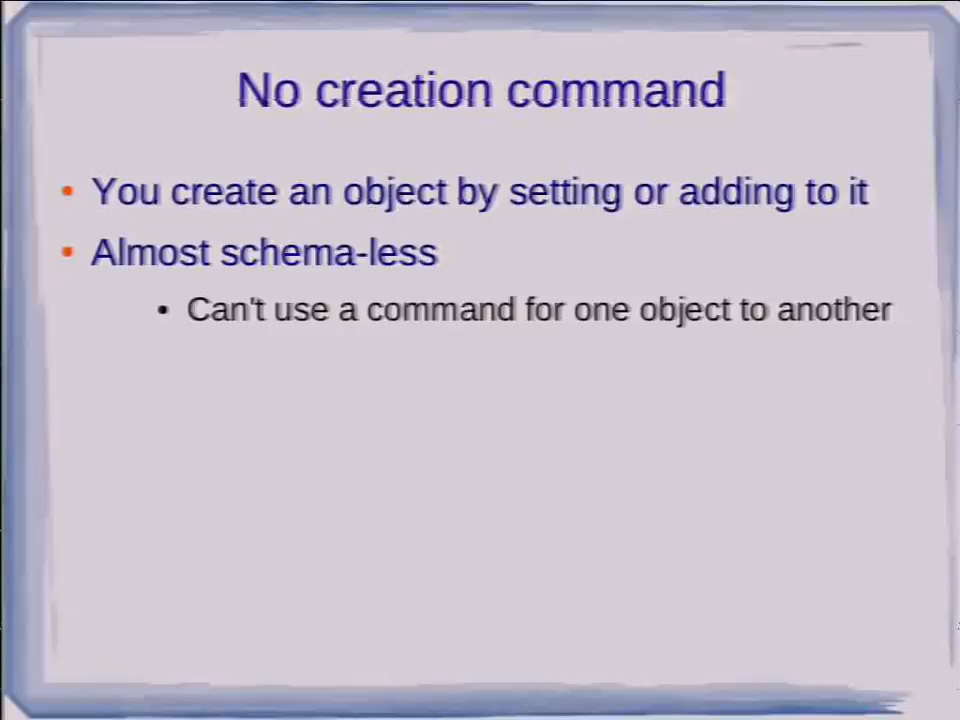 No creation command
• You create an object by setting or adding to it
• Almost schema-less
• Can't use a command for one object to another